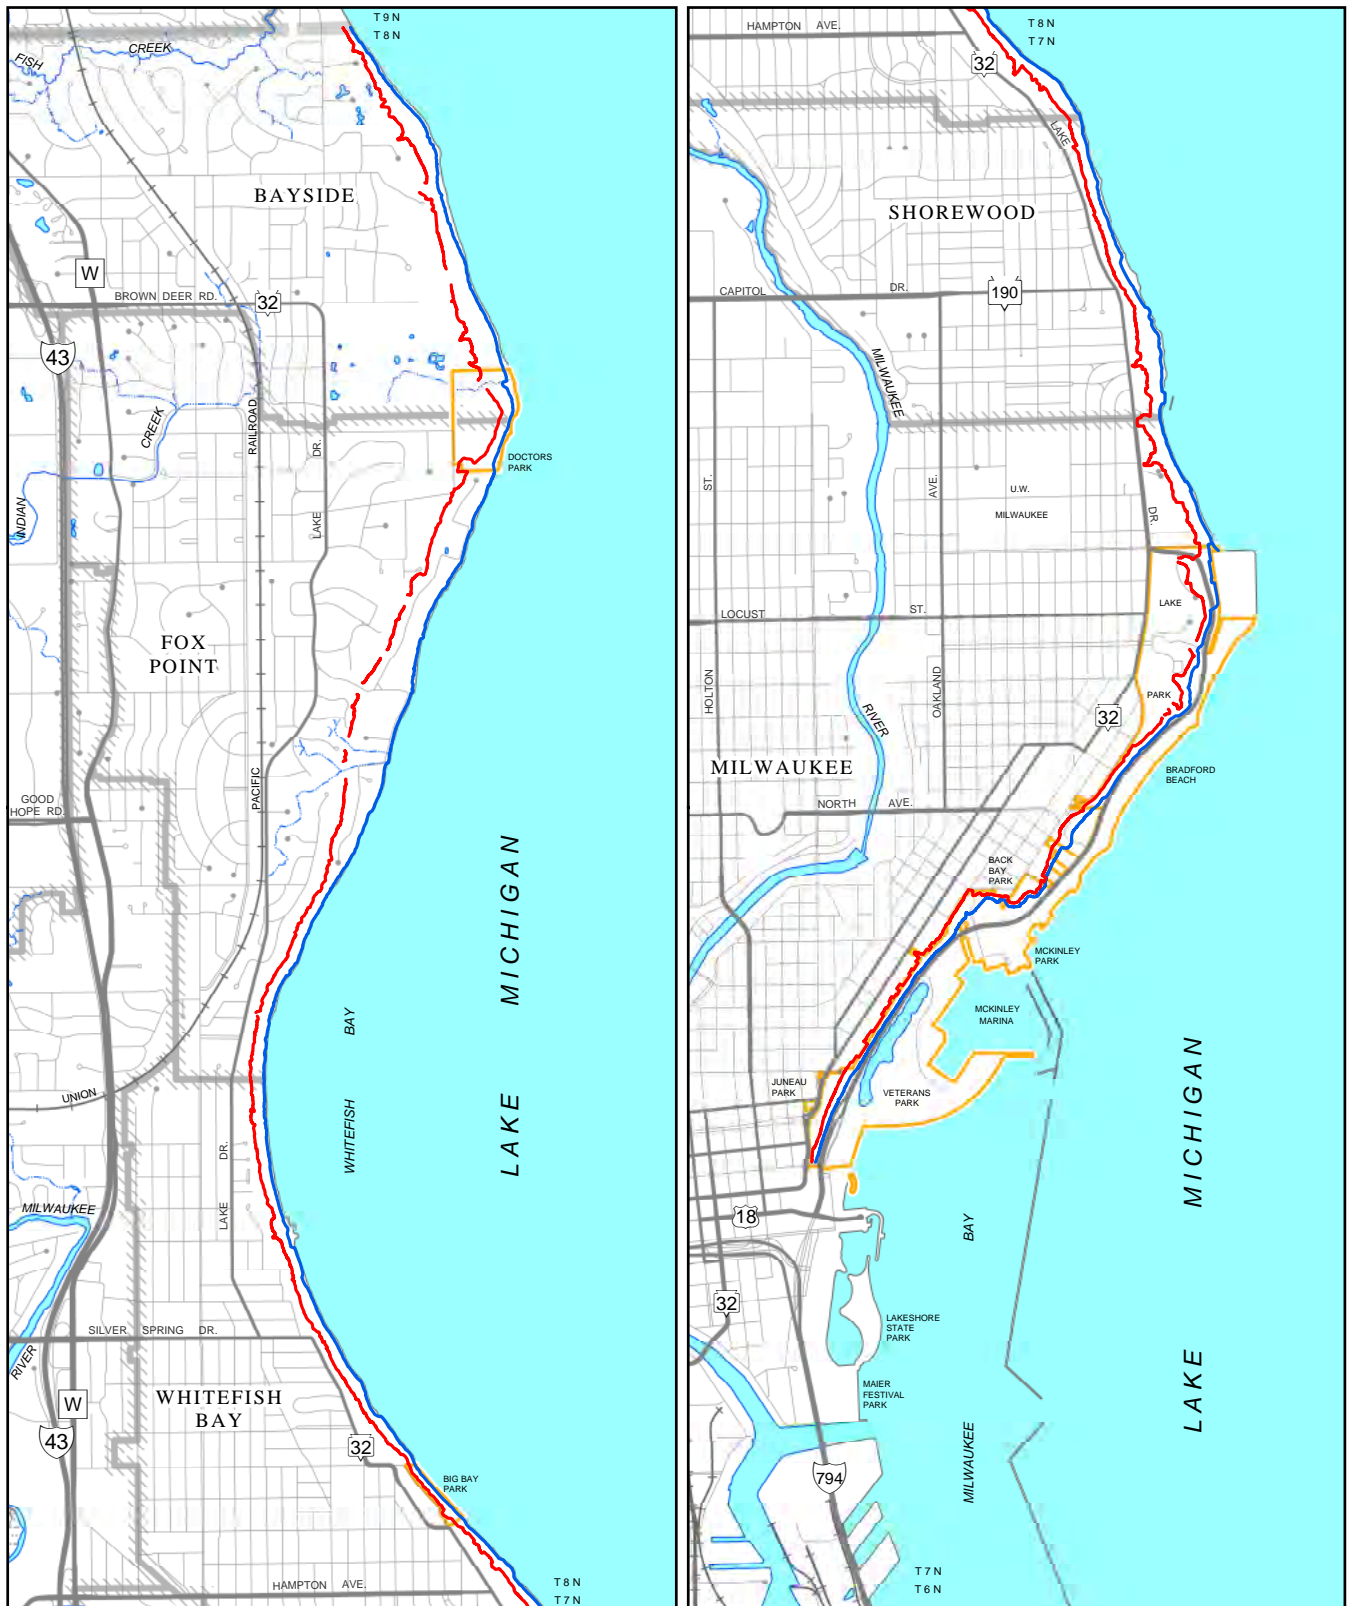 T9N
T8N
FISH
CREEK
BAYSIDE
W
BROWN DEER RD.
32
43
CREEK
RAILROAD
DR.
DOCTORS
PARK
INDIAN
LAKE
FOX
POINT
PACIFIC
GOOD
HOPE RD.
LAKE MICHIGAN
WHITEFISH BAY
UNION
LAKE DR.
MILWAUKEE
RIVER
SILVER SPRING DR.
WHITEFISH
BAY
W
43
32
BIG BAY
PARK
HAMPTON AVE.
T8N
T7N
HAMPTON AVE.
T8N
T7N
32
LAKE
SHOREWOOD
CAPITOL DR.
190
MILWAUKEE
ST.
AVE.
U.W.
MILWAUKEE
DR.
LOCUST ST.
LAKE
PARK
HOLTON
OAKLAND
RIVER
32
MILWAUKEE
BRADFORD
BEACH
NORTH AVE.
BACK
BAY
PARK
MCKINLEY
PARK
MCKINLEY
MARINA
JUNEAU
PARK
VETERANS
PARK
LAKE MICHIGAN
18
MILWAUKEE BAY
32
LAKESHORE
STATE
PARK
MAIER
FESTIVAL
PARK
794
T7N
T6N